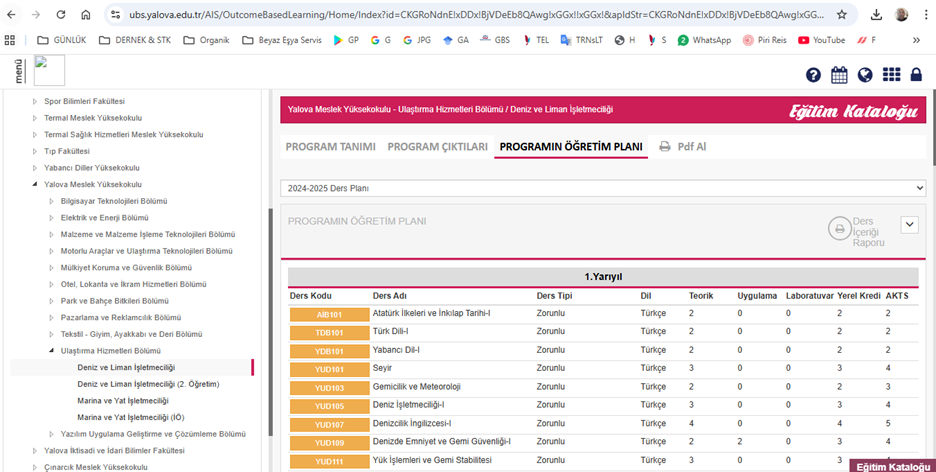 ubs.yalova.edu.tr/AIS/OutcomeBasedLearning/Home/Index?id=CKGRoNdnE!xDDx!BjVDeEb8QAwg!xGGx!!xGGx!&apIdStr=CKGRoNdnE!xDDx!BjVDeEb8QAwg!xGG...
GÜNLÜK DERNEK & STK Organik Beyaz Eşya Servis GP G JPG GA GBS TEL TRNsLT H S WhatsApp Piri Reis YouTube F »
menü
Spor Bilimleri Fakültesi
Termal Meslek Yüksekokulu
Termal Sağlık Hizmetleri Meslek Yüksekokulu
Tıp Fakültesi
Yabancı Diller Yüksekokulu
Yalova Meslek Yüksekokulu
Bilgisayar Teknolojileri Bölümü
Elektrik ve Enerji Bölümü
Malzeme ve Malzeme İşleme Teknolojileri Bölümü
Motorlu Araçlar ve Ulaştırma Teknolojileri Bölümü
Mülkiyet Koruma ve Güvenlik Bölümü
Otel, Lokanta ve İkram Hizmetleri Bölümü
Park ve Bahçe Bitkileri Bölümü
Pazarlama ve Reklamcılık Bölümü
Tekstil - Giyim, Ayakkabı ve Deri Bölümü
Ulaştırma Hizmetleri Bölümü
Deniz ve Liman İşletmeciliği
Deniz ve Liman İşletmeciliği (2. Öğretim)
Marina ve Yat İşletmeciliği
Marina ve Yat İşletmeciliği (İÖ)
Yazılım Uygulama Geliştirme ve Çözümleme Bölümü
Yalova İktisadi ve İdari Bilimler Fakültesi
Çınarcık Meslek Yüksekokulu
Yalova Meslek Yüksekokulu - Ulaştırma Hizmetleri Bölümü / Deniz ve Liman İşletmeciliği
Eğitim Kataloğu
PROGRAM TANIMI PROGRAM ÇIKTILARI PROGRAMIN ÖĞRETİM PLANI Pdf Al
2024-2025 Ders Planı
PROGRAMIN ÖĞRETİM PLANI
Ders
İçeriği
Raporu
1.Yarıyıl
Ders Kodu Ders Adı Ders Tipi Dil Teorik Uygulama Laboratuvar Yerel Kredi AKTS
AİB101 Atatürk İlkeleri ve İnkılap Tarihi-I Zorunlu Türkçe 2 0 0 2 2
TDB101 Türk Dili-I Zorunlu Türkçe 2 0 0 2 2
YDB101 Yabancı Dil-I Zorunlu Türkçe 2 0 0 2 2
YUD101 Seyir Zorunlu Türkçe 3 0 0 3 4
YUD103 Gemicilik ve Meteoroloji Zorunlu Türkçe 2 0 0 2 3
YUD105 Deniz İşletmeciliği-I Zorunlu Türkçe 3 0 0 3 4
YUD107 Denizcilik İngilizcesi-I Zorunlu Türkçe 4 0 0 4 5
YUD109 Denizde Emniyet ve Gemi Güvenliği-I Zorunlu Türkçe 2 2 0 3 4
YUD111 Yük İşlemleri ve Gemi Stabilitesi Zorunlu Türkçe 3 0 0 3 4
Eğitim Kataloğu